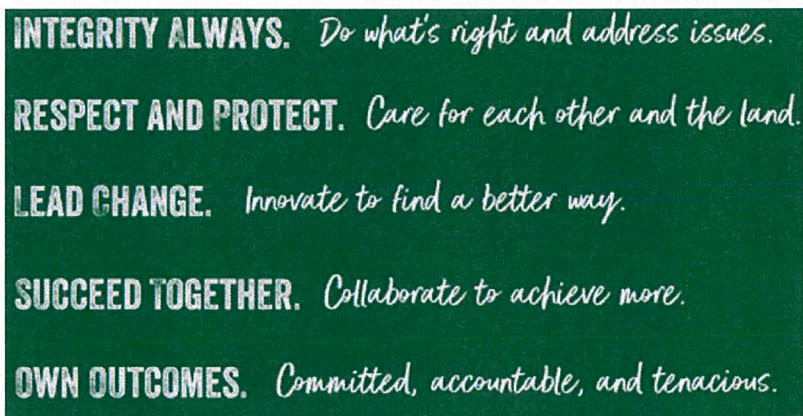 INTEGRITY ALWAYS. Do what's right and address issues.
RESPECT AND PROTECT. Care for each other and the land.
LEAD CHANGE. Innovate to find a better way.
SUCCEED TOGETHER. Collaborate to achieve more.
OWN OUTCOMES. Committed, accountable, and tenacious.